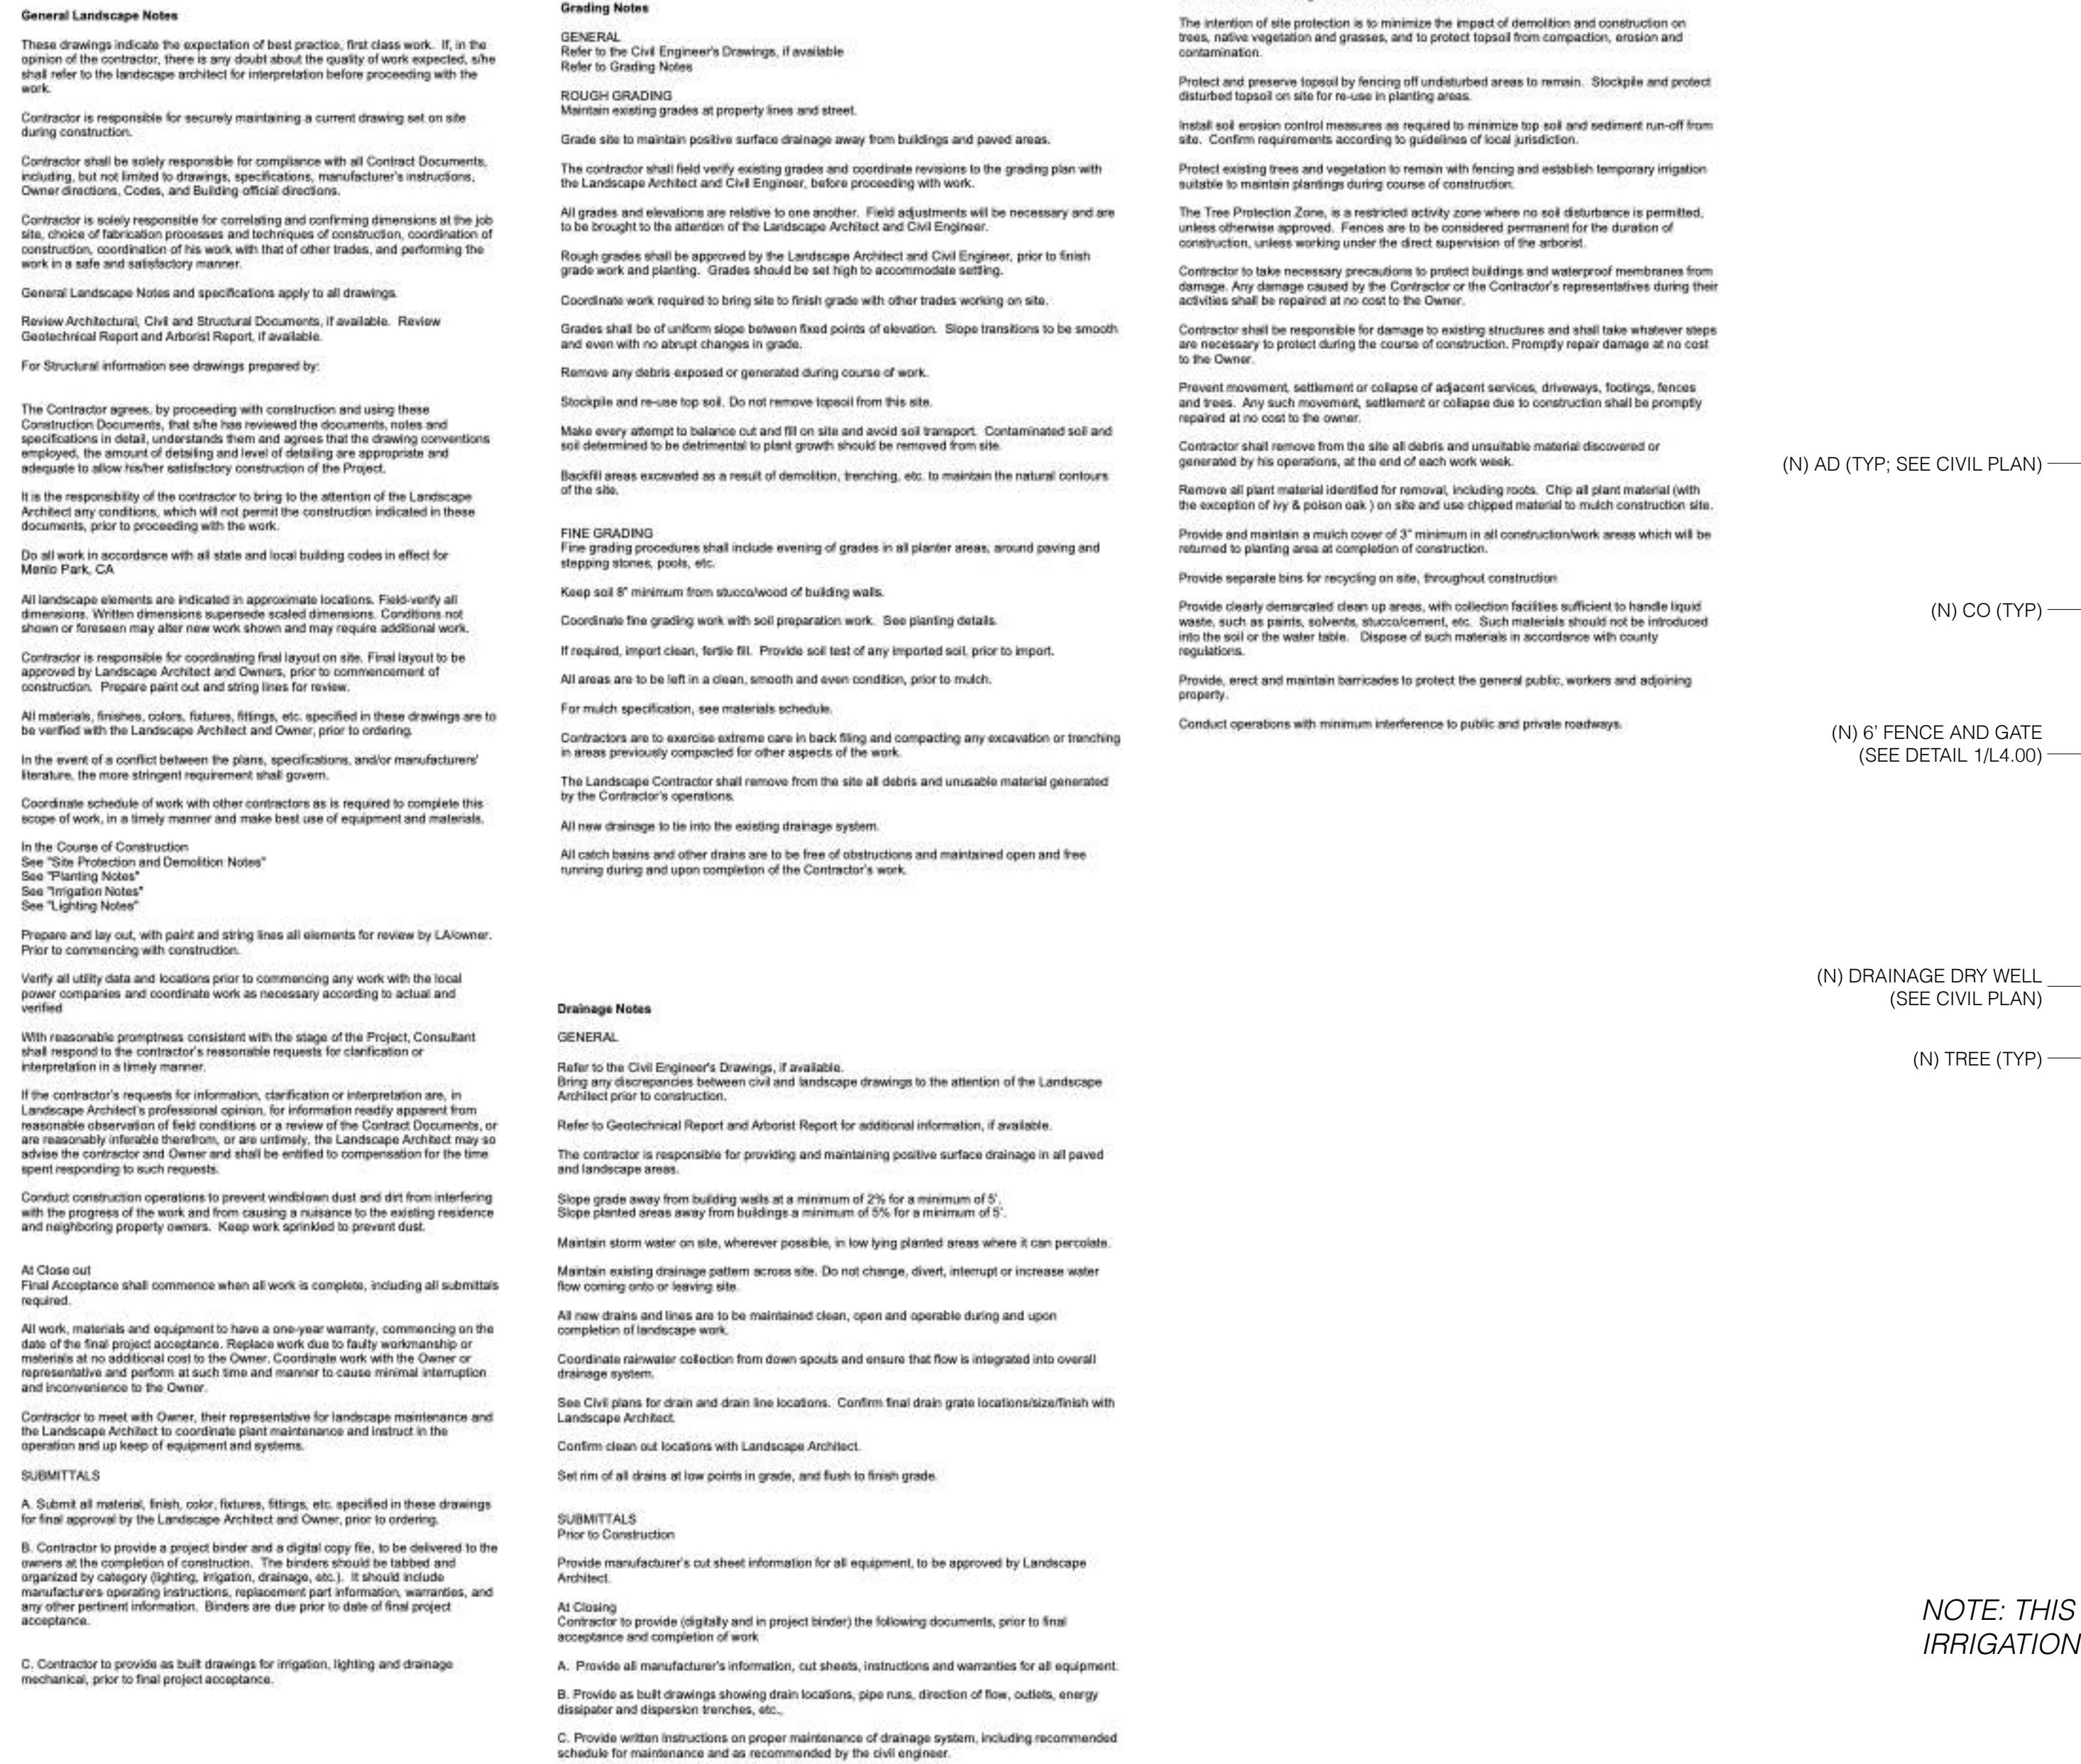 General Landscape Notes
These drawings indicate the expectation of best practice, first class work.  If, in the
opinion of the contractor, there is any doubt about the quality of work expected, s/he
shall refer to the landscape architect for interpretation before proceeding with the
work.
Contractor is responsible for securely maintaining a current drawing set on site
during construction.
Contractor shall be solely responsible for compliance with all Contract Documents,
including, but not limited to drawings, specifications, manufacturer's instructions,
Owner directions, Codes, and Building official directions.
Contractor is solely responsible for correlating and confirming dimensions at the job
site, choice of fabrication processes and techniques of construction, coordination of
construction, coordination of his work with that of other trades, and performing the
work in a safe and satisfactory manner.
General Landscape Notes and specifications apply to all drawings.
Review Architectural, Civil and Structural Documents, if available.  Review
Geotechnical Report and Arborist Report, if available.
For Structural information see drawings prepared by:
The Contractor agrees, by proceeding with construction and using these
Construction Documents, that s/he has reviewed the documents, notes and
specifications in detail, understands them and agrees that the drawing conventions
employed, the amount of detailing and level of detailing are appropriate and
adequate to allow his/her satisfactory construction of the Project.
It is the responsibility of the contractor to bring to the attention of the Landscape
Architect any conditions, which will not permit the construction indicated in these
documents, prior to proceeding with the work.
Do all work in accordance with all state and local building codes in effect for
Menlo Park, CA
All landscape elements are indicated in approximate locations. Field-verify all
dimensions. Written dimensions supersede scaled dimensions. Conditions not
shown or foreseen may alter new work shown and may require additional work.
Contractor is responsible for coordinating final layout on site. Final layout to be
approved by Landscape Architect and Owners, prior to commencement of
construction.  Prepare paint out and string lines for review.
All materials, finishes, colors, fixtures, fittings, etc. specified in these drawings are to
be verified with the Landscape Architect and Owner, prior to ordering.
In the event of a conflict between the plans, specifications, and/or manufacturers'
literature, the more stringent requirement shall govern.
Coordinate schedule of work with other contractors as is required to complete this
scope of work, in a timely manner and make best use of equipment and materials.
In the Course of Construction
See "Site Protection and Demolition Notes"
See "Planting Notes"
See "Irrigation Notes"
See "Lighting Notes"
Prepare and lay out, with paint and string lines all elements for review by LA/owner.
Prior to commencing with construction.
Verify all utility data and locations prior to commencing any work with the local
power companies and coordinate work as necessary according to actual and
verified
With reasonable promptness consistent with the stage of the Project, Consultant
shall respond to the contractor's reasonable requests for clarification or
interpretation in a timely manner.
If the contractor's requests for information, clarification or interpretation are, in
Landscape Architect's professional opinion, for information readily apparent from
reasonable observation of field conditions or a review of the Contract Documents, or
are reasonably inferable therefrom, or are untimely, the Landscape Architect may so
advise the contractor and Owner and shall be entitled to compensation for the time
spent responding to such requests.
Conduct construction operations to prevent windblown dust and dirt from interfering
with the progress of the work and from causing a nuisance to the existing residence
and neighboring property owners.  Keep work sprinkled to prevent dust.
At Close out
Final Acceptance shall commence when all work is complete, including all submittals
required.
All work, materials and equipment to have a one-year warranty, commencing on the
date of the final project acceptance. Replace work due to faulty workmanship or
materials at no additional cost to the Owner. Coordinate work with the Owner or
representative and perform at such time and manner to cause minimal interruption
and inconvenience to the Owner.
Contractor to meet with Owner, their representative for landscape maintenance and
the Landscape Architect to coordinate plant maintenance and instruct in the
operation and up keep of equipment and systems.
SUBMITTALS
A. Submit all material, finish, color, fixtures, fittings, etc. specified in these drawings
for final approval by the Landscape Architect and Owner, prior to ordering.
B. Contractor to provide a project binder and a digital copy file, to be delivered to the
owners at the completion of construction.  The binders should be tabbed and
organized by category (lighting, irrigation, drainage, etc.).  It should include
manufacturers operating instructions, replacement part information, warranties, and
any other pertinent information.  Binders are due prior to date of final project
acceptance.
C. Contractor to provide as built drawings for irrigation, lighting and drainage
mechanical, prior to final project acceptance.
Grading Notes
GENERAL
Refer to the Civil Engineer's Drawings, if available
Refer to Grading Notes
ROUGH GRADING
Maintain existing grades at property lines and street.
Grade site to maintain positive surface drainage away from buildings and paved areas.
The contractor shall field verify existing grades and coordinate revisions to the grading plan with
the Landscape Architect and Civil Engineer, before proceeding with work.
All grades and elevations are relative to one another.  Field adjustments will be necessary and are
to be brought to the attention of the Landscape Architect and Civil Engineer.
Rough grades shall be approved by the Landscape Architect and Civil Engineer, prior to finish
grade work and planting.  Grades should be set high to accommodate settling.
Coordinate work required to bring site to finish grade with other trades working on site.
Grades shall be of uniform slope between fixed points of elevation.  Slope transitions to be smooth
and even with no abrupt changes in grade.
Remove any debris exposed or generated during course of work.
Stockpile and re-use top soil. Do not remove topsoil from this site.
Make every attempt to balance cut and fill on site and avoid soil transport.  Contaminated soil and
soil determined to be detrimental to plant growth should be removed from site.
Backfill areas excavated as a result of demolition, trenching, etc. to maintain the natural contours
of the site.
FINE GRADING
Fine grading procedures shall include evening of grades in all planter areas, around paving and
stepping stones, pools, etc.
Keep soil 8" minimum from stucco/wood of building walls.
Coordinate fine grading work with soil preparation work.  See planting details.
If required, import clean, fertile fill.  Provide soil test of any imported soil, prior to import.
All areas are to be left in a clean, smooth and even condition, prior to mulch.
For mulch specification, see materials schedule.
Contractors are to exercise extreme care in back filing and compacting any excavation or trenching
in areas previously compacted for other aspects of the work.
The Landscape Contractor shall remove from the site all debris and unusable material generated
by the Contractor's operations.
All new drainage to tie into the existing drainage system.
All catch basins and other drains are to be free of obstructions and maintained open and free
running during and upon completion of the Contractor's work.
Drainage Notes
GENERAL
Refer to the Civil Engineer's Drawings, if available.
Bring any discrepancies between civil and landscape drawings to the attention of the Landscape
Architect prior to construction.
Refer to Geotechnical Report and Arborist Report for additional information, if available.
The contractor is responsible for providing and maintaining positive surface drainage in all paved
and landscape areas.
Slope grade away from building walls at a minimum of 2% for a minimum of 5'.
Slope planted areas away from buildings a minimum of 5% for a minimum of 5'.
Maintain storm water on site, wherever possible, in low lying planted areas where it can percolate.
Maintain existing drainage pattern across site. Do not change, divert, interrupt or increase water
flow coming onto or leaving site.
All new drains and lines are to be maintained clean, open and operable during and upon
completion of landscape work.
Coordinate rainwater collection from down spouts and ensure that flow is integrated into overall
drainage system.
See Civil plans for drain and drain line locations.  Confirm final drain grate locations/size/finish with
Landscape Architect.
Confirm clean out locations with Landscape Architect.
Set rim of all drains at low points in grade, and flush to finish grade.
SUBMITTALS
Prior to Construction
Provide manufacturer's cut sheet information for all equipment, to be approved by Landscape
Architect.
At Closing
Contractor to provide (digitally and in project binder) the following documents, prior to final
acceptance and completion of work
A.  Provide all manufacturer's information, cut sheets, instructions and warranties for all equipment.
B. Provide as built drawings showing drain locations, pipe runs, direction of flow, outlets, energy
dissipater and dispersion trenches, etc.,
C. Provide written instructions on proper maintenance of drainage system, including recommended
schedule for maintenance and as recommended by the civil engineer.
The intention of site protection is to minimize the impact of demolition and construction on
trees, native vegetation and grasses, and to protect topsoil from compaction, erosion and
contamination.
Protect and preserve topsoil by fencing off undisturbed areas to remain.  Stockpile and protect
disturbed topsoil on site for re-use in planting areas.
Install soil erosion control measures as required to minimize top soil and sediment run-off from
site.  Confirm requirements according to guidelines of local jurisdiction.
Protect existing trees and vegetation to remain with fencing and establish temporary irrigation
suitable to maintain plantings during course of construction.
The Tree Protection Zone, is a restricted activity zone where no soil disturbance is permitted,
unless otherwise approved.  Fences are to be considered permanent for the duration of
construction, unless working under the direct supervision of the arborist.
Contractor to take necessary precautions to protect buildings and waterproof membranes from
damage. Any damage caused by the Contractor or the Contractor's representatives during their
activities shall be repaired at no cost to the Owner.
Contractor shall be responsible for damage to existing structures and shall take whatever steps
are necessary to protect during the course of construction. Promptly repair damage at no cost
to the Owner.
Prevent movement, settlement or collapse of adjacent services, driveways, footings, fences
and trees.  Any such movement, settlement or collapse due to construction shall be promptly
repaired at no cost to the owner.
Contractor shall remove from the site all debris and unsuitable material discovered or
generated by his operations, at the end of each work week.
Remove all plant material identified for removal, including roots.  Chip all plant material (with
the exception of ivy & poison oak ) on site and use chipped material to mulch construction site.
Provide and maintain a mulch cover of 3" minimum in all construction/work areas which will be
returned to planting area at completion of construction.
Provide separate bins for recycling on site, throughout construction
Provide clearly demarcated clean up areas, with collection facilities sufficient to handle liquid
waste, such as paints, solvents, stucco/cement, etc.  Such materials should not be introduced
into the soil or the water table.  Dispose of such materials in accordance with county
regulations.
Provide, erect and maintain barricades to protect the general public, workers and adjoining
property.
Conduct operations with minimum interference to public and private roadways.
(N) AD (TYP; SEE CIVIL PLAN)
(N) CO (TYP)
(N) 6' FENCE AND GATE
(SEE DETAIL 1/L4.00)
(N) DRAINAGE DRY WELL
(SEE CIVIL PLAN)
(N) TREE (TYP)
NOTE: THIS
IRRIGATION